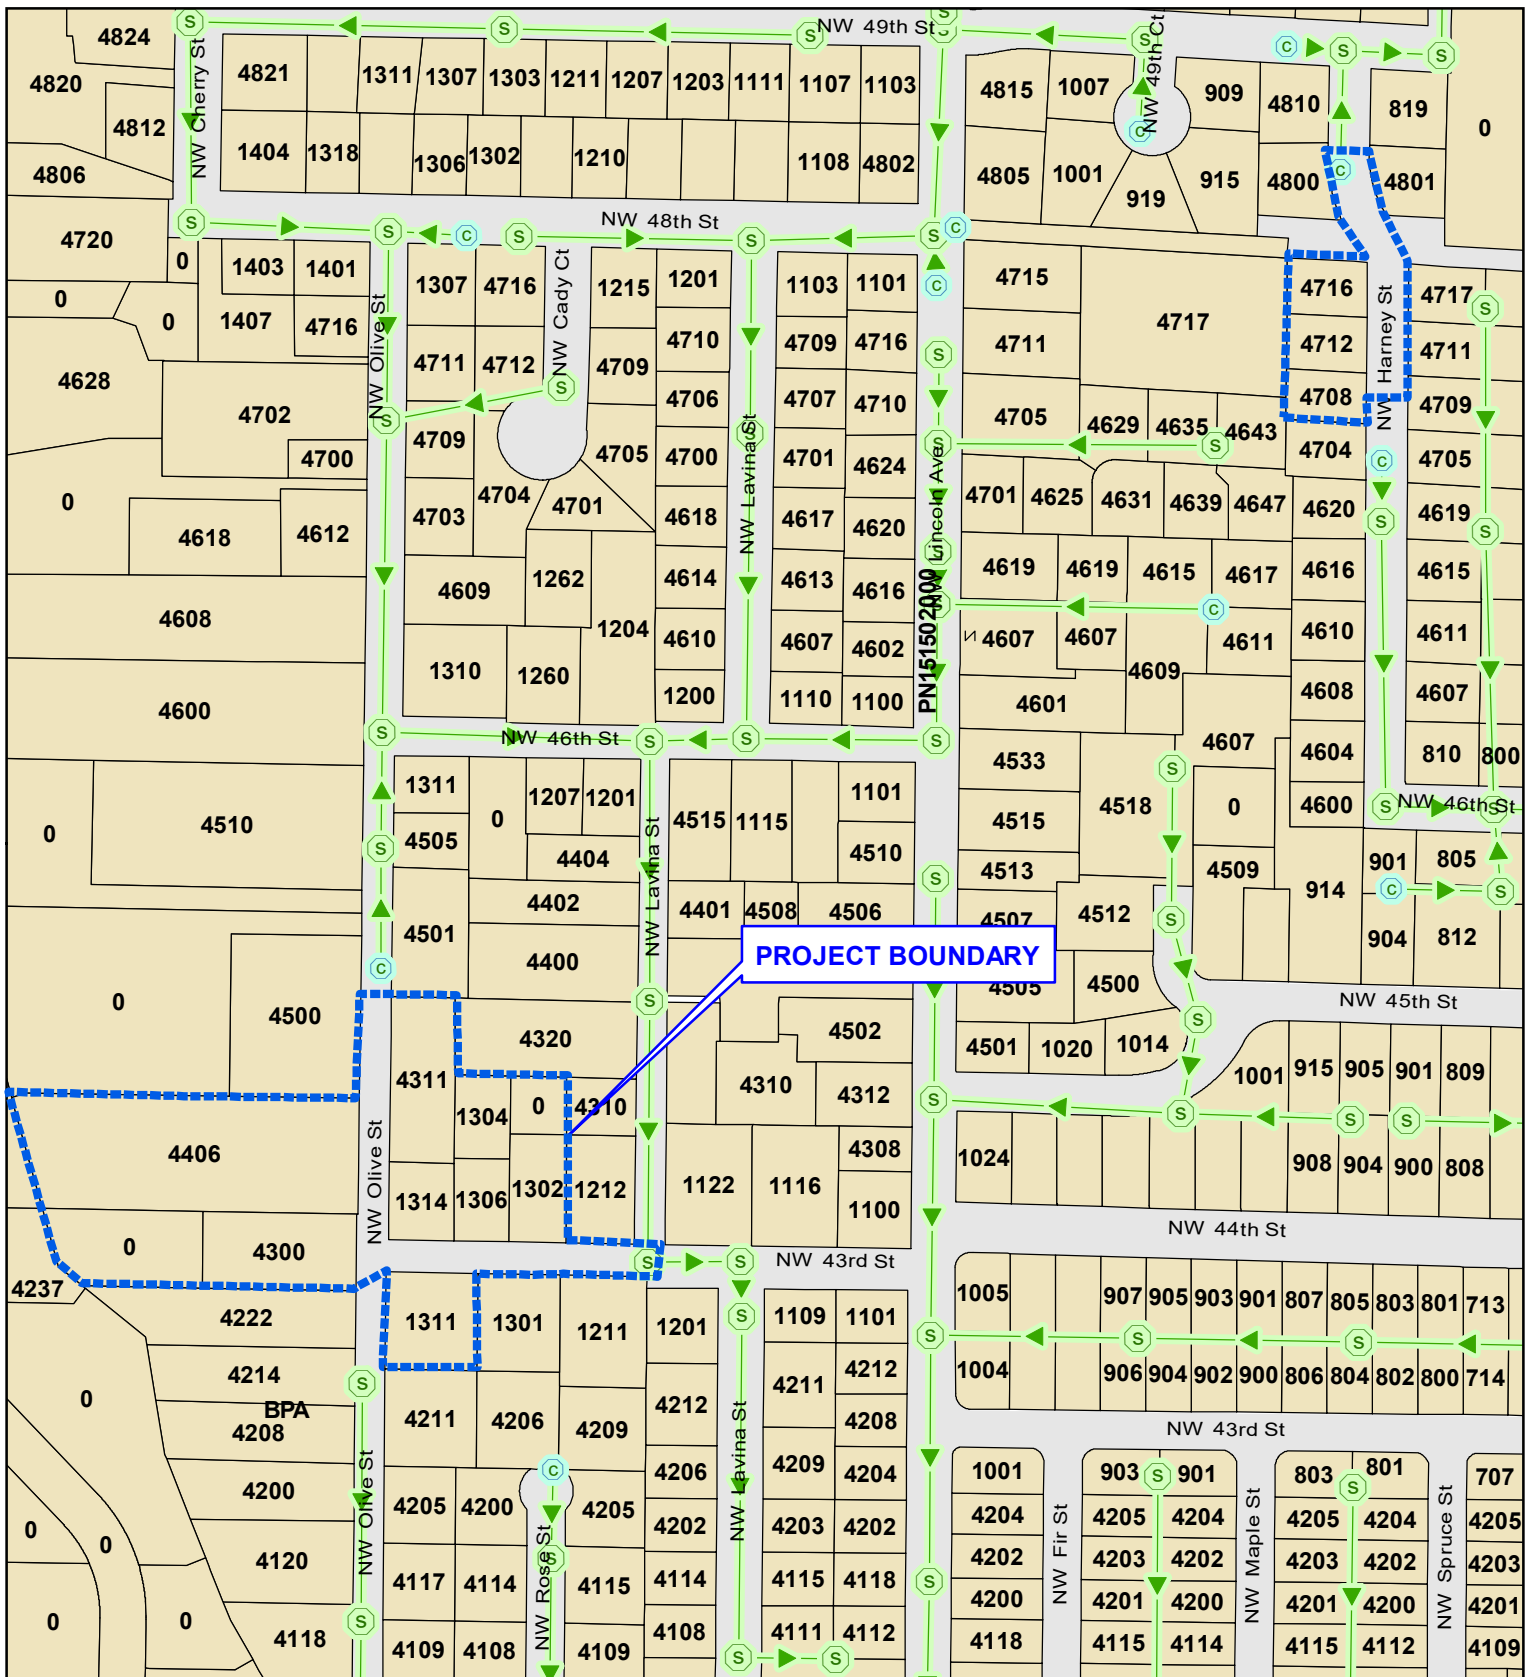 NW 49th St
4824
4821
1311 1307 1303 1211 1207 1203 1111 1107 1103
4815 1007 909 4810 819
4820
NW Cherry St
NW 49th Ct
4812
0
1404 1318 1306 1302 1210 1108 4802
4806
4805 1001 919 915 4800 4801
NW 48th St
4720
0
1403 1401
1307 4716
NW Cady Ct
1215 1201 1103 1101
4715
4717
4716
NW Harney St
4717
0
0
1407 4716
NW Olive St
4711 4712 4709 4710 4709 4716
4711
4712
4711
4628
4702
4706 4707 4710
4705
4629 4635 4643
4708
4709
4709
4705
4700
NW Lavina St
4701 4624
NW Lincoln Ave
4704
4705
4700
0
4703 4704 4701
4618 4617 4620
4701 4625 4631 4639 4647 4620 4619
4618 4612
4609 1262
4614 4613 4616
PN151502000
4619 4619 4615 4617 4616 4615
4608
1204
4610 4607 4602
4607 4607 4611 4610 4611
1310 1260
1200 1110 1100
4609
4601
4608 4607
4600
NW 46th St
4533
4607
4604 810 800
0
4510
1311
0
1207 1201
NW Lavina St
4515 1115
1101
4515
4518
0
4600
NW 46th St
4505
4404
4510
4513
4509
901 805
4402
4401 4508 4506
4507 4512
914
4501
4400
PROJECT BOUNDARY
904 812
0
4500
4505 4500
NW 45th St
4320
4502
4501 1020 1014
4311
4310 4312
1001 915 905 901 809
1304 0 4310
4406
NW Olive St
4308
1024
908 904 900 808
1314 1306 1302 1212
1122 1116
1100
NW 44th St
0
4300
NW 43rd St
4237
4222
1311 1301 1211 1201
1109 1101
1005
907 905 903 901 807 805 803 801 713
4214
0
BPA
4208
4211 4206 4209 4212
4211 4212
4208
1004
906 904 902 900 806 804 802 800 714
NW 43rd St
NW Lavina St
4200
NW Olive St
4205 4200
NW Rose St
4205
4206 4209 4204
1001
903 901
803 801
707
NW Fir St
NW Maple St
NW Spruce St
4202 4203 4202
4204
4205 4204
4205 4204
4205
0
0
4120
4202
4203 4202
4203 4202
4203
4117 4114 4115
4114 4115 4118
4200
4201 4200
4201 4200
4201
0
0
4118
4109 4108 4109
4108 4111 4112
4118
4115 4114
4115 4112
4109